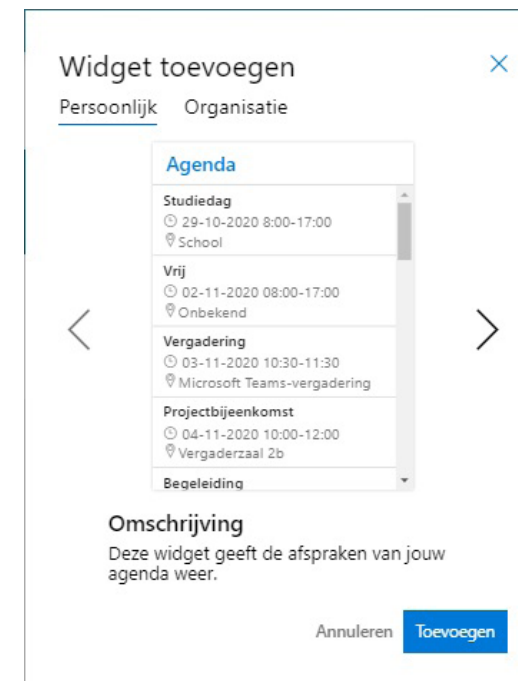 Widget toevoegen
Persoonlijk Organisatie
Agenda
Studiedag
29-10-2020 8:00-17:00
School
Vrij
02-11-2020 08:00-17:00
Onbekend
Vergadering
03-11-2020 10:30-11:30
Microsoft Teams-vergadering
Projectbijeenkomst
04-11-2020 10:00-12:00
Vergaderzaal 2b
Begeleiding
Omschrijving
Deze widget geeft de afspraken van jouw
agenda weer.
Annuleren Toevoegen